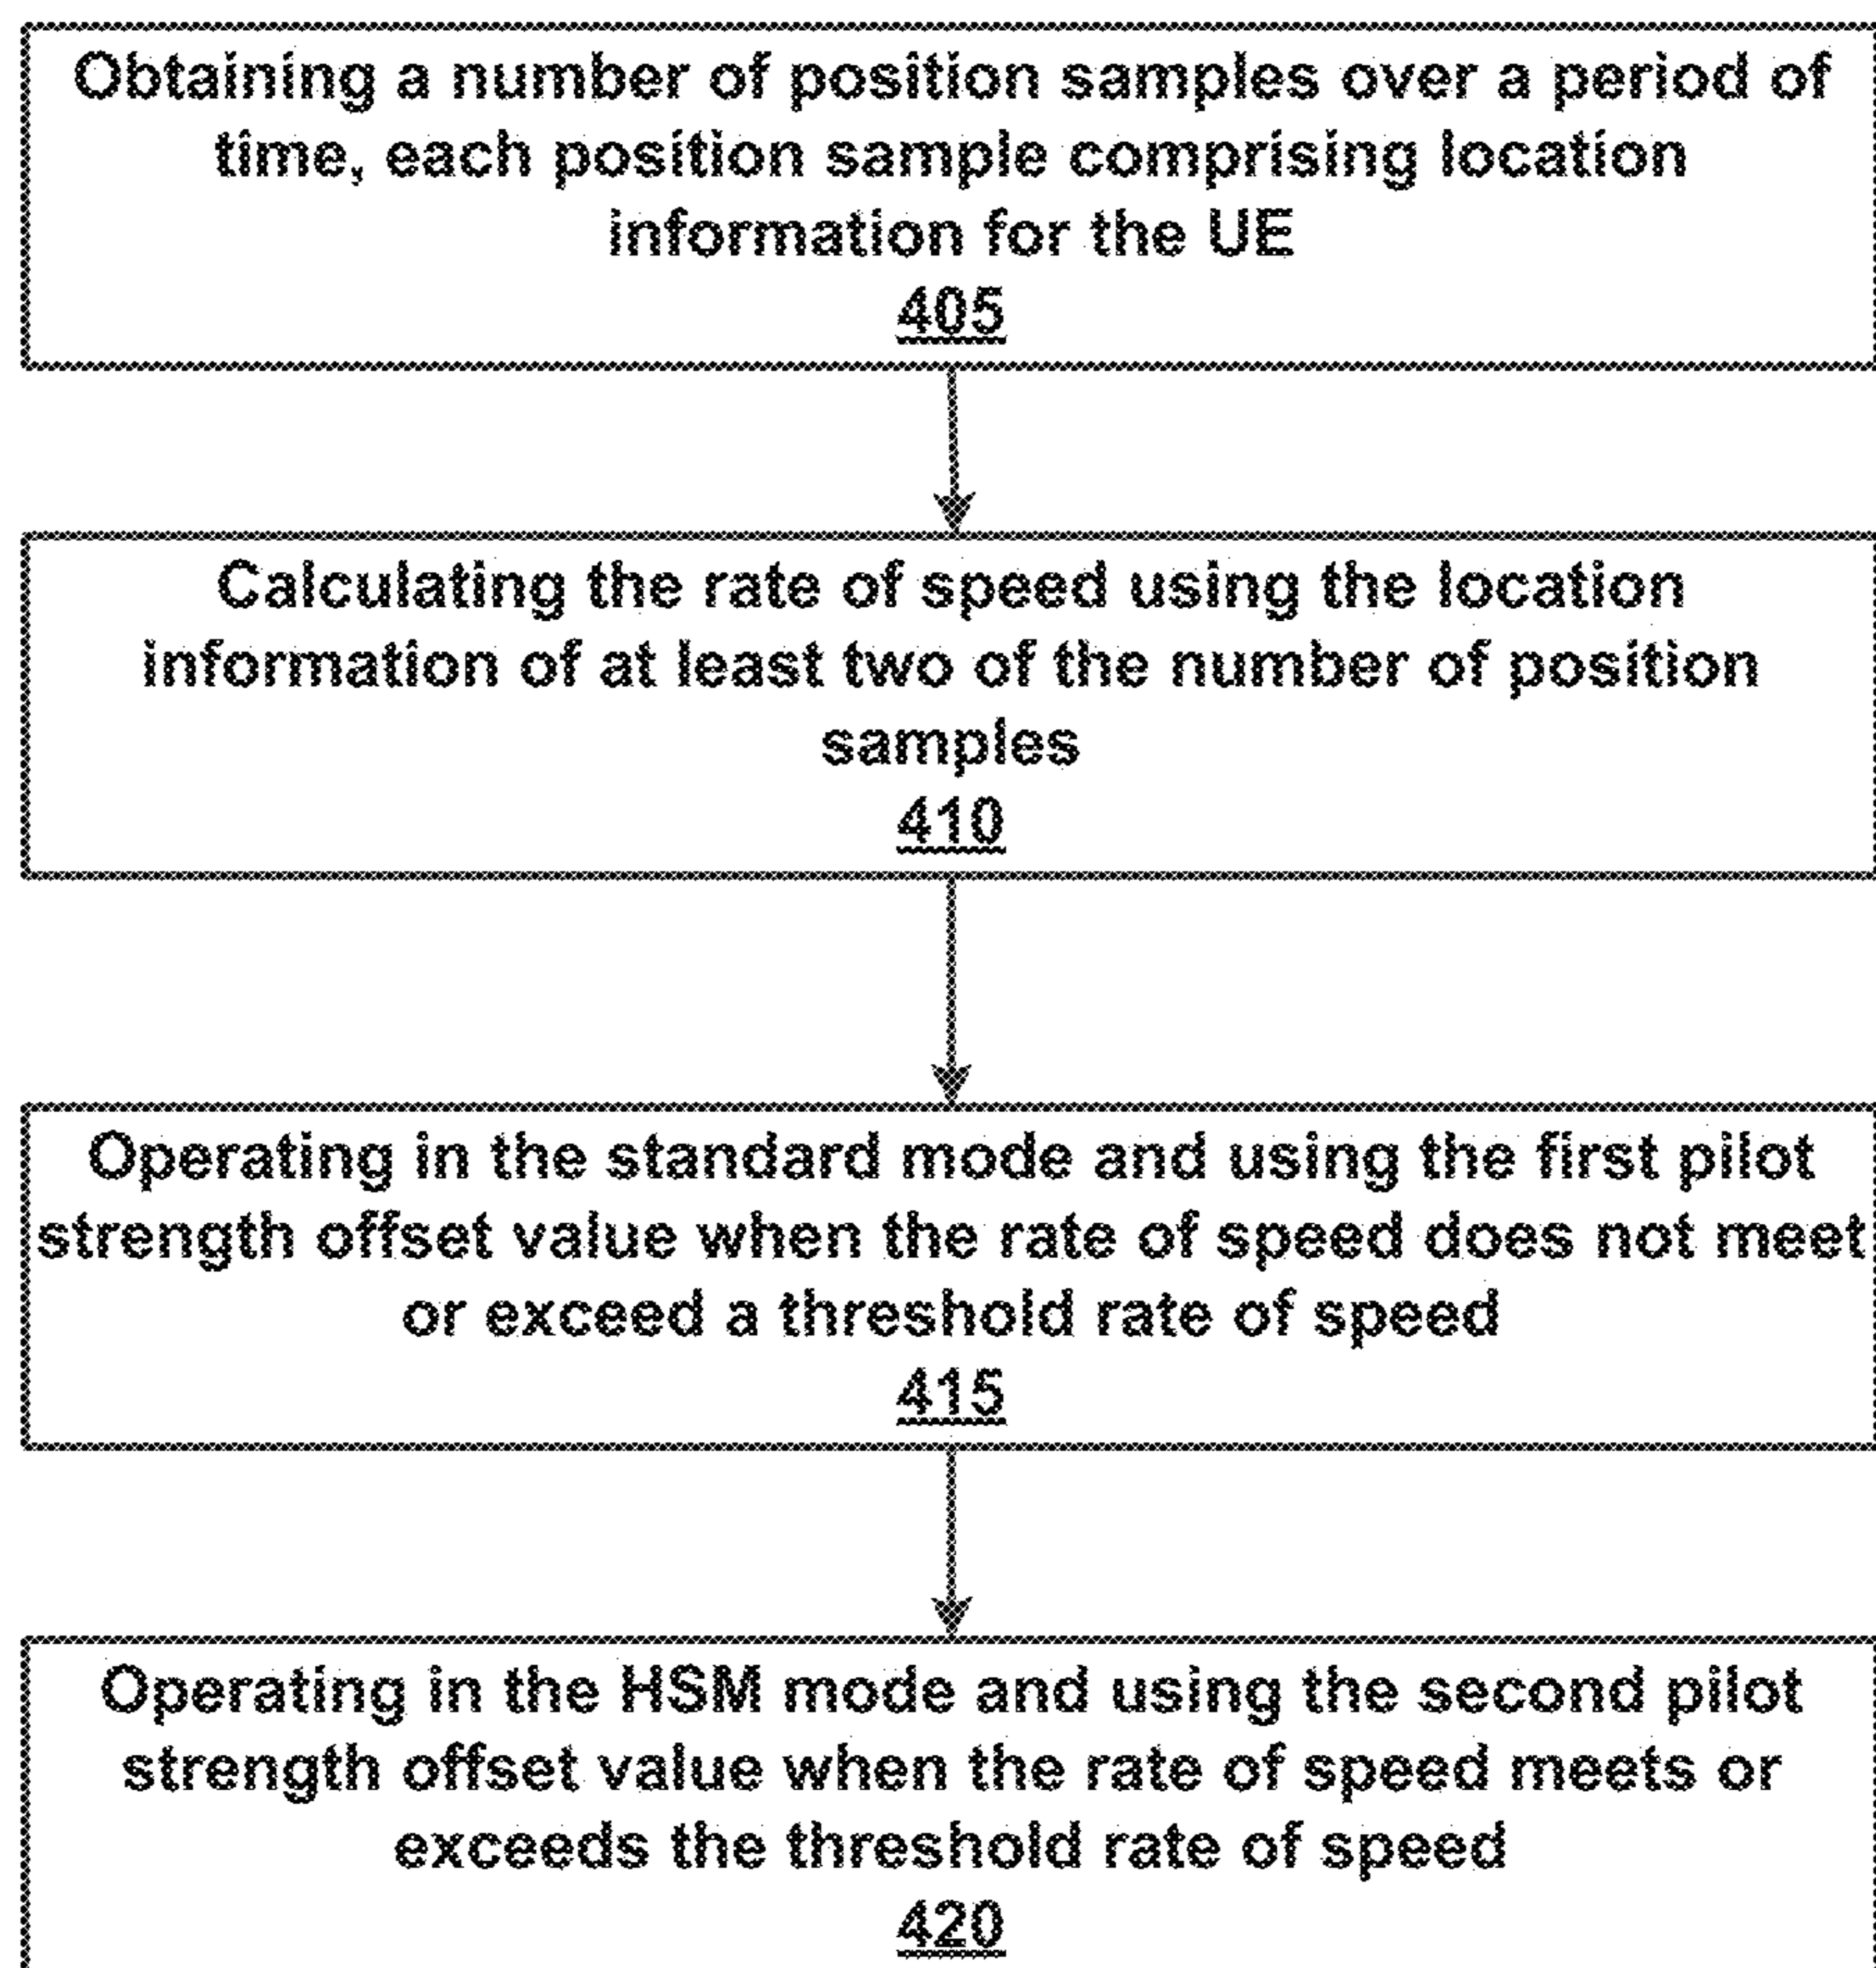 Obtaining a number of position samples over a period of
time, each position sample comprising location
information for the UE
405
Calculating the rate of speed using the location
information of at least two of the number of position
samples
410
Operating in the standard mode and using the first pilot
strength offset value when the rate of speed does not meet
or exceed a threshold rate of speed
415
Operating in the HSM mode and using the second pilot
strength offset value when the rate of speed meets or
exceeds the threshold rate of speed
420